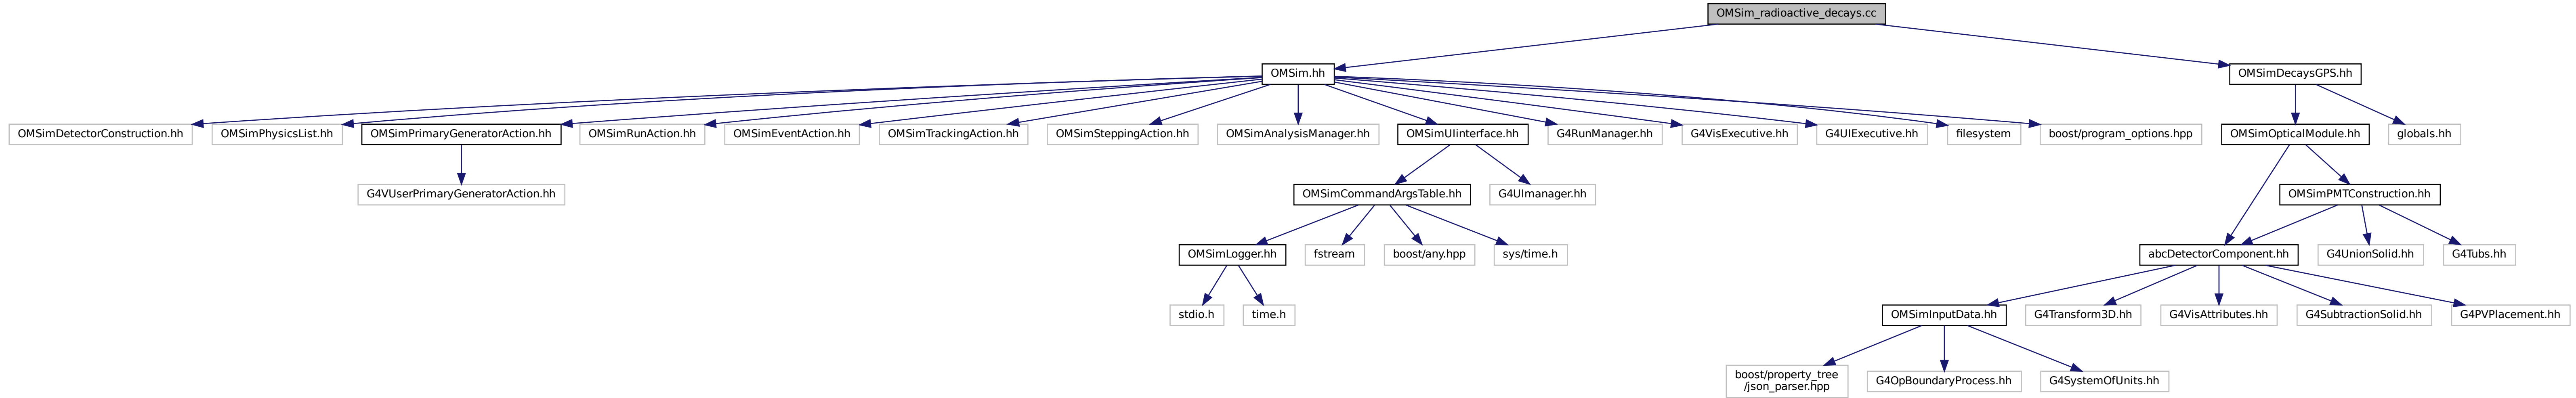 OMSim_radioactive_decays.cc
OMSim.hh
OMSimDecaysGPS.hh
OMSimDetectorConstruction.hh
OMSimPhysicsList.hh
OMSimPrimaryGeneratorAction.hh
OMSimRunAction.hh
OMSimEventAction.hh
OMSimTrackingAction.hh
OMSimSteppingAction.hh
OMSimAnalysisManager.hh
OMSimUIinterface.hh
G4RunManager.hh
G4VisExecutive.hh
G4UIExecutive.hh
filesystem
boost/program_options.hpp
OMSimOpticalModule.hh
globals.hh
G4VUserPrimaryGeneratorAction.hh
OMSimCommandArgsTable.hh
G4UImanager.hh
OMSimPMTConstruction.hh
OMSimLogger.hh
fstream
boost/any.hpp
sys/time.h
abcDetectorComponent.hh
G4UnionSolid.hh
G4Tubs.hh
stdio.h
time.h
OMSimInputData.hh
G4Transform3D.hh
G4VisAttributes.hh
G4SubtractionSolid.hh
G4PVPlacement.hh
boost/property_tree
/json_parser.hpp
G4OpBoundaryProcess.hh
G4SystemOfUnits.hh